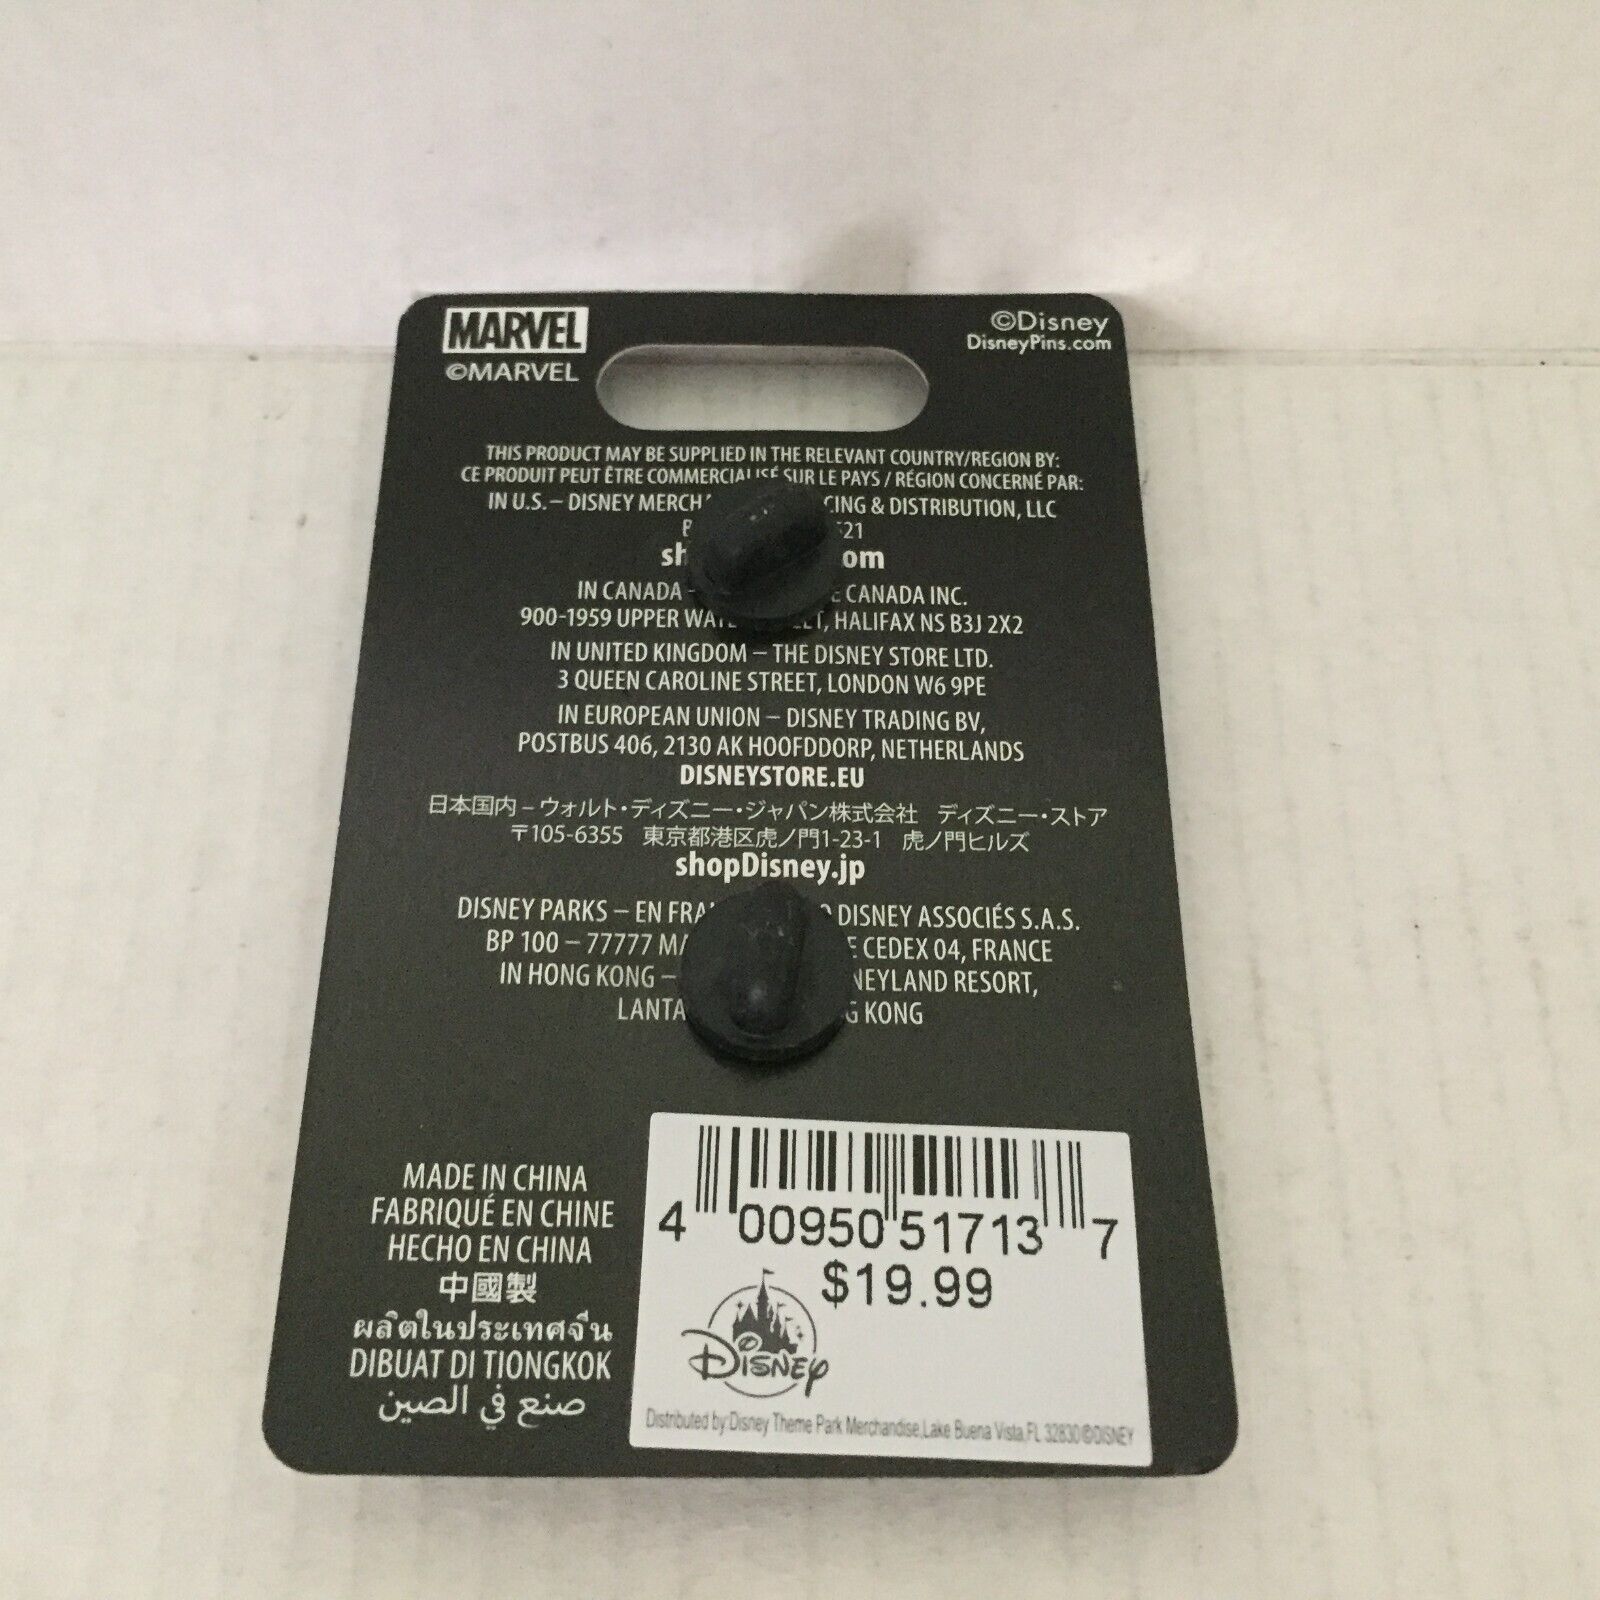 MARVEL
©MARVEL
©Disney
DisneyPins.com
THIS PRODUCT MAY BE SUPPLIED IN THE RELEVANT COUNTRY/REGION BY:
CE PRODUIT PEUT ÊTRE COMMERCIALISÉ SUR LE PAYS / RÉGION CONCERNÉ PAR:
IN U.S. – DISNEY & DISTRIBUTION, LLC
IN CANADA – CANADA INC.
900-1959 UPPER HALIFAX NS B3J 2X2
IN UNITED KINGDOM – THE DISNEY STORE LTD.
3 QUEEN CAROLINE STREET, LONDON W6 9PE
IN EUROPEAN UNION – DISNEY TRADING BV,
POSTBUS 406, 2130 AK HOOFDDORP, NETHERLANDS
DISNEYSTORE.EU
日本国内 – ウォルト・ディズニー・ジャパン株式会社 ディズニー・ストア
〒105-6355 東京都港区虎ノ門1-23-1 虎ノ門ヒルズ
shopDisney.jp
DISNEY PARKS – EN DISNEY ASSOCIÉS S.A.S.
BP 100 – 77777 CEDEX 04, FRANCE
IN HONG KONG – RESORT,
KONG
MADE IN CHINA
FABRIQUÉ EN CHINE
HECHO EN CHINA
中國製
ผลิตในประเทศจีน
DIBUAT DI TIONGKOK
صنع في الصين
4 00950 51713 7
$19.99
Disney
Distributed by Disney Theme Park Merchandise, Lake Buena Vista, FL 32830 ©DISNEY